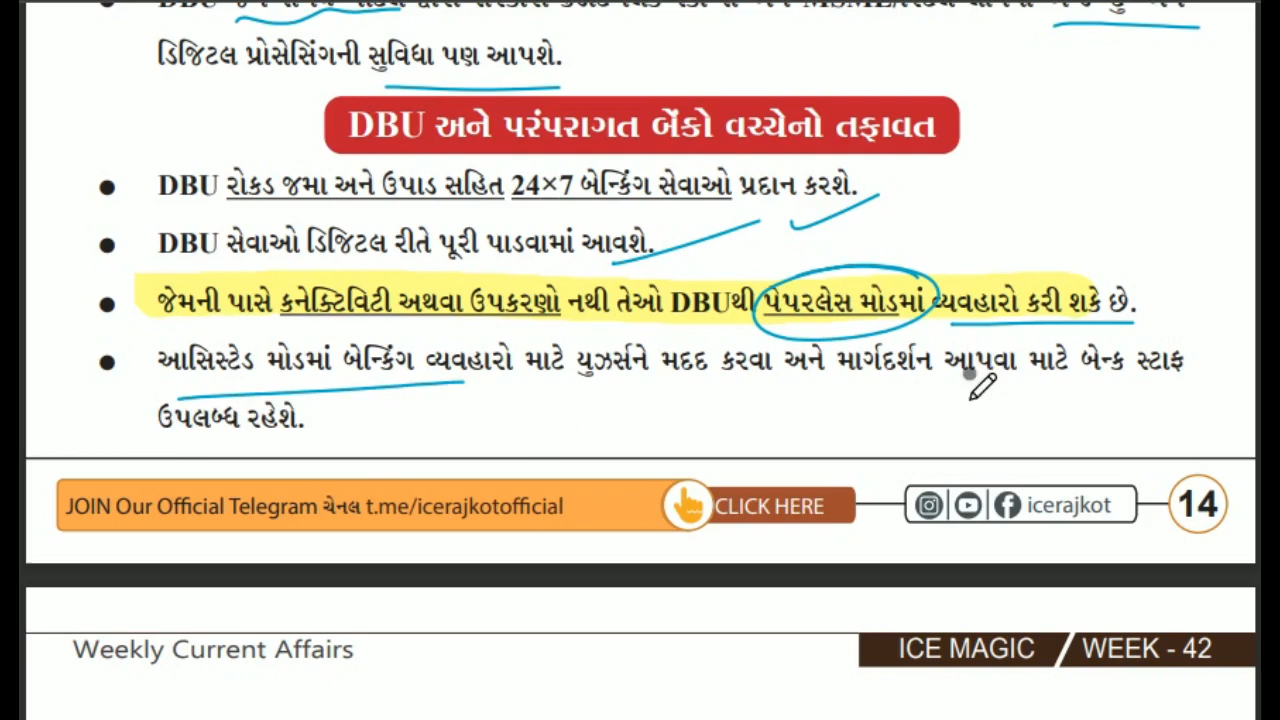 ડિજિટલ પ્રોસેસિંગની સુવિધા પણ આપશે.
DBU અને પરંપરાગત બેંકો વચ્ચેનો તફાવત
● DBU રોકડ જમા અને ઉપાડ સહિત 24×7 બેન્કિંગ સેવાઓ પ્રદાન કરશે.
● DBU સેવાઓ ડિજિટલ રીતે પૂરી પાડવામાં આવશે.
● જેમની પાસે કનેક્ટિવિટી અથવા ઉપકરણો નથી તેઓ DBUથી પેપરલેસ મોડમાં વ્યવહારો કરી શકે છે.
● આસિસ્ટેડ મોડમાં બેન્કિંગ વ્યવહારો માટે યુઝર્સને મદદ કરવા અને માર્ગદર્શન આપવા માટે બેન્ક સ્ટાફ
ઉપલબ્ધ રહેશે.
JOIN Our Official Telegram ચેનલ t.me/icerajkotofficial CLICK HERE icerajkot 14
Weekly Current Affairs ICE MAGIC WEEK - 42